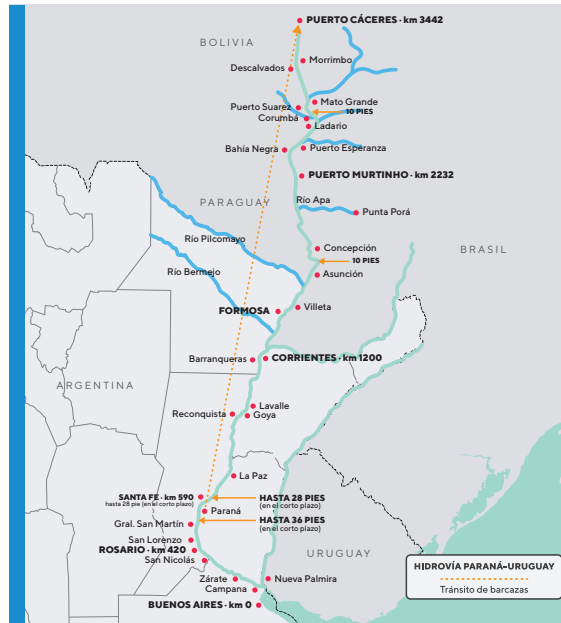 PUERTO CÁCERES · km 3442
BOLIVIA
Morrimbo
Descalvados
Mato Grande
Puerto Suarez
10 PIES
Corumba
Ladario
Bahía Negra
Puerto Esperanza
PUERTO MURTINHO · km 2232
PARAGUAY
Río Apa
Punta Porá
Río Pilcomayo
Concepción
BRASIL
10 PIES
Río Bermejo
Asunción
FORMOSA
Villeta
Barranqueras
CORRIENTES · km 1200
ARGENTINA
Lavalle
Reconquista
Goya
La Paz
SANTA FE · km 590
hasta 28 pie (en el corto plazo)
HASTA 28 PIES
(en el corto plazo)
Paraná
HASTA 36 PIES
(en el corto plazo)
Gral. San Martín
San Lorenzo
ROSARIO · km 420
San Nicolás
URUGUAY
HIDROVÍA PARANÁ–URUGUAY
Tránsito de barcazas
Zárate
Nueva Palmira
Campana
BUENOS AIRES · km 0